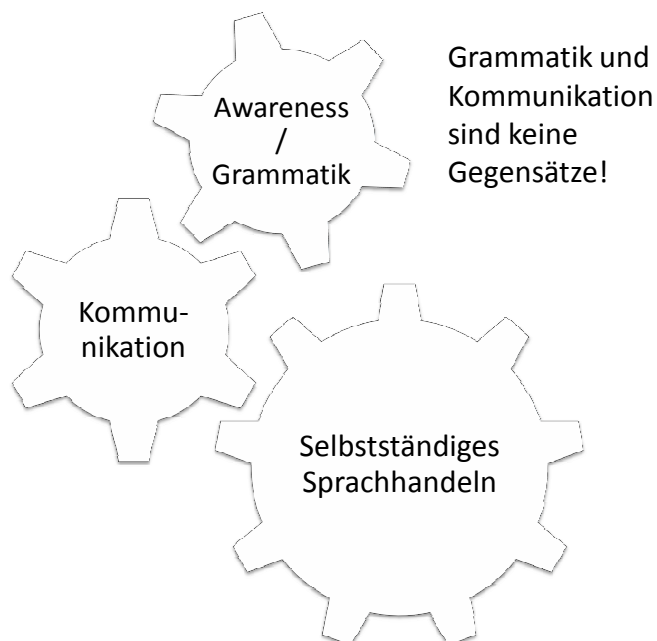 Awareness
/
Grammatik
Grammatik und
Kommunikation
sind keine
Gegensätze!
Kommu-
nikation
Selbstständiges
Sprachhandeln